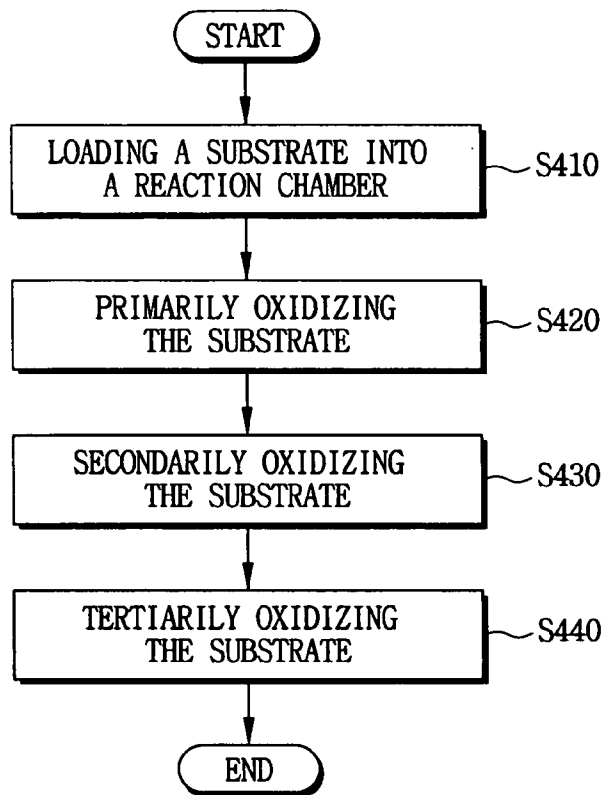 START
LOADING A SUBSTRATE INTO
A REACTION CHAMBER
S410
PRIMARILY OXIDIZING
THE SUBSTRATE
S420
SECONDARILY OXIDIZING
THE SUBSTRATE
S430
TERTIARILY OXIDIZING
THE SUBSTRATE
S440
END